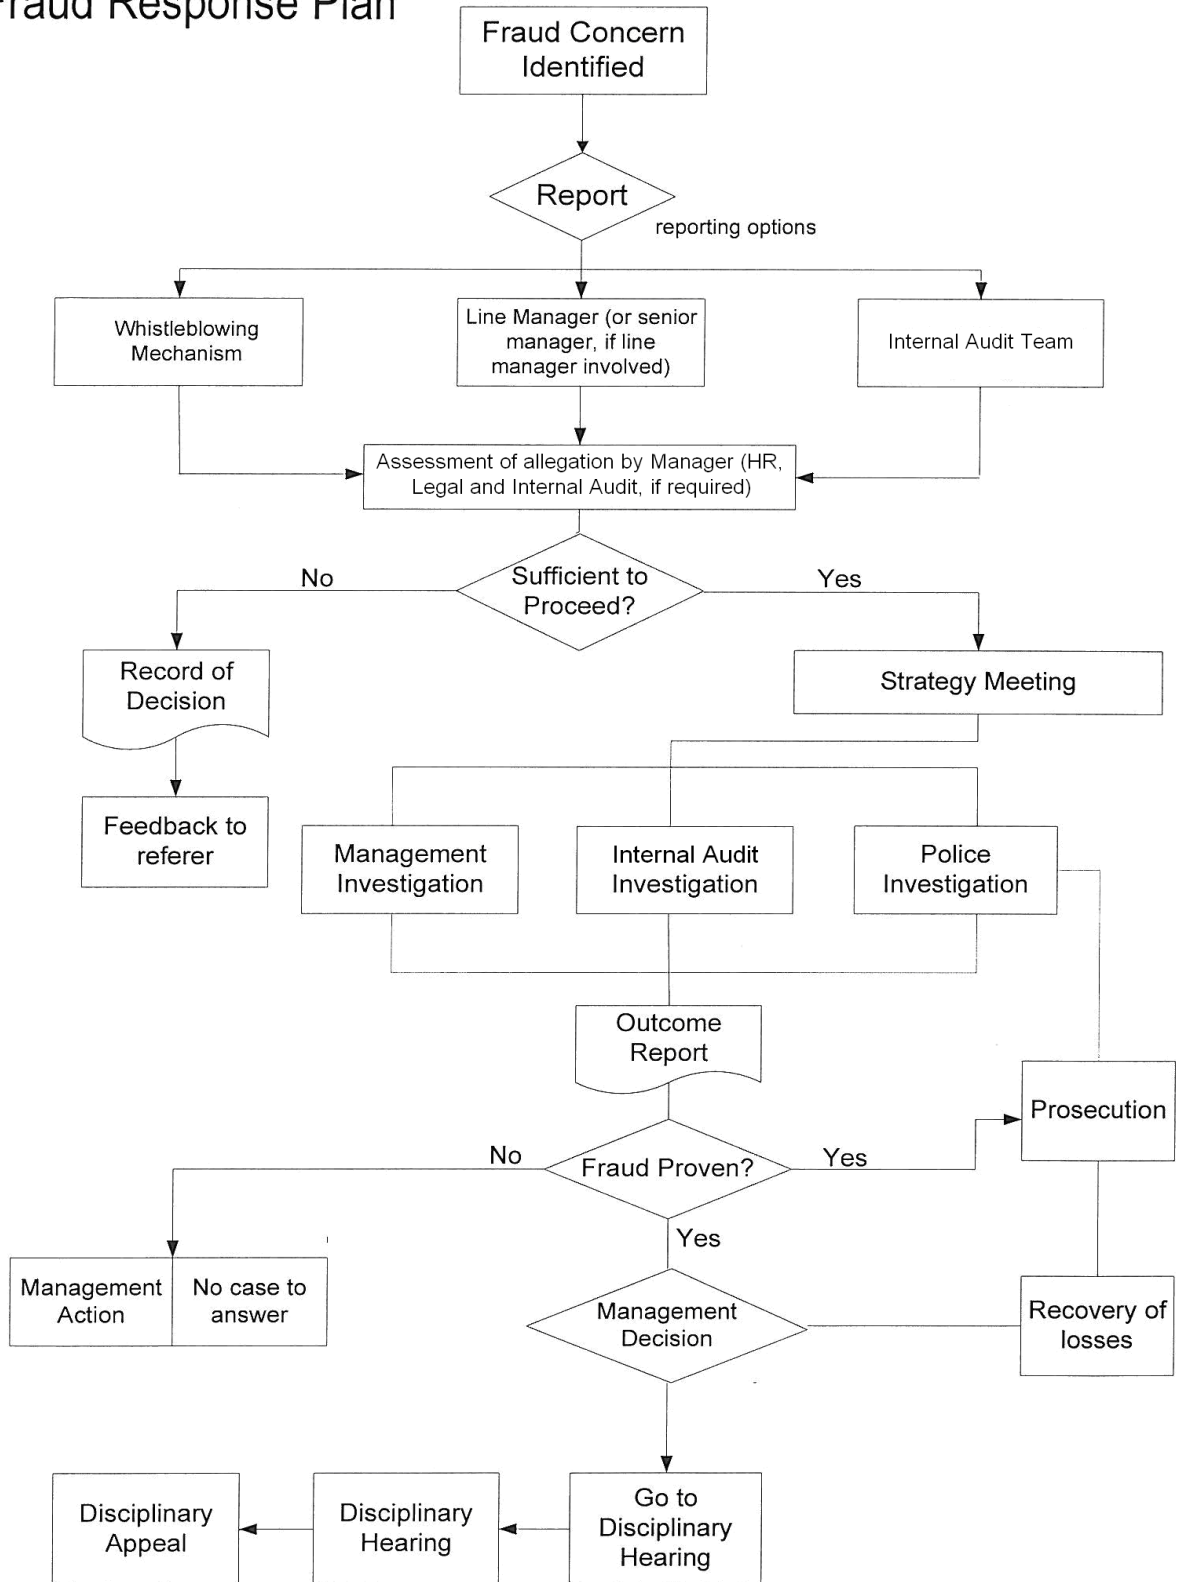 Fraud Response Plan
Fraud Concern
Identified
Report
reporting options
Whistleblowing
Mechanism
Line Manager (or senior
manager, if line
manager involved)
Internal Audit Team
Assessment of allegation by Manager (HR,
Legal and Internal Audit, if required)
Sufficient to
Proceed?
No
Yes
Record of
Decision
Strategy Meeting
Feedback to
referer
Management
Investigation
Internal Audit
Investigation
Police
Investigation
Outcome
Report
Prosecution
No
Fraud Proven?
Yes
Yes
Management
Action
No case to
answer
Management
Decision
Recovery of
losses
Disciplinary
Appeal
Disciplinary
Hearing
Go to
Disciplinary
Hearing